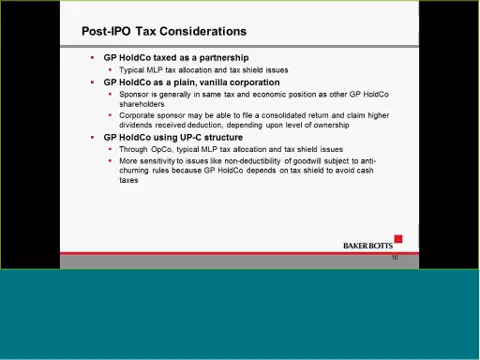 Post-IPO Tax Considerations
GP HoldCo taxed as a partnership
Typical MLP tax allocation and tax shield issues
GP HoldCo as a plain, vanilla corporation
Sponsor is generally in same tax and economic position as other GP HoldCo
shareholders
Corporate sponsor may be able to file a consolidated return and claim higher
dividends received deduction, depending upon level of ownership
GP HoldCo using UP-C structure
Through OpCo, typical MLP tax allocation and tax shield issues
More sensitivity to issues like non-deductibility of goodwill subject to anti-
churning rules because GP HoldCo depends on tax shield to avoid cash
taxes
BAKER BOTTS
16